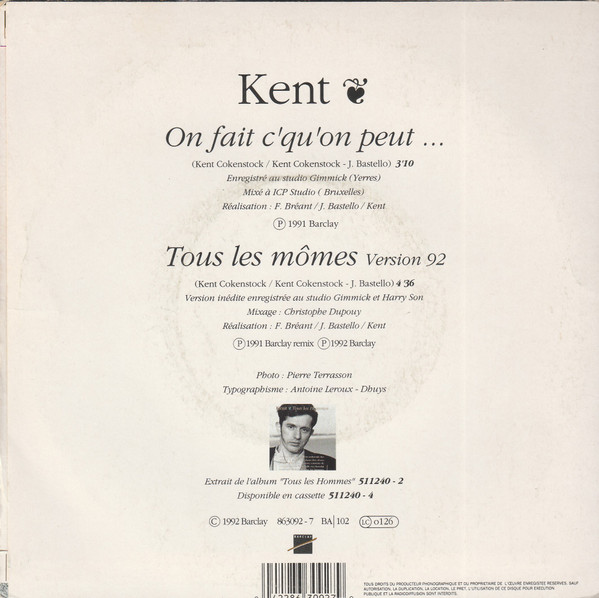 Kent
On fait c'qu'on peut ...
(Kent Cokenstock / Kent Cokenstock - J. Bastello) 3'10
Enregistré au studio Gimmick (Yerres)
Mixé à ICP Studio ( Bruxelles)
Réalisation : F. Bréant / J. Bastello / Kent
Ⓟ 1991 Barclay
Tous les mômes Version 92
(Kent Cokenstock / Kent Cokenstock - J. Bastello) 4'36
Version inédite enregistrée au studio Gimmick et Harry Son
Mixage : Christophe Dupouy
Réalisation : F. Bréant / J. Bastello / Kent
Ⓟ 1991 Barclay remix Ⓟ 1992 Barclay
Photo : Pierre Terrasson
Typographisme : Antoine Leroux - Dhuys
Extrait de l'album "Tous les Hommes" 511240 - 2
Disponible en cassette 511240 - 4
© 1992 Barclay 863092 - 7 BA|102 LC 0126
BARCLAY
TOUS DROITS DU PRODUCTEUR PHONOGRAPHIQUE ET DU PROPRIETAIRE DE L'ŒUVRE ENREGISTREE RESERVES. SAUF
AUTORISATION, LA DUPLICATION, LA LOCATION, LE PRET, L'UTILISATION DE CE DISQUE POUR EXECUTION
PUBLIQUE ET LA RADIODIFFUSION SONT INTERDITS.